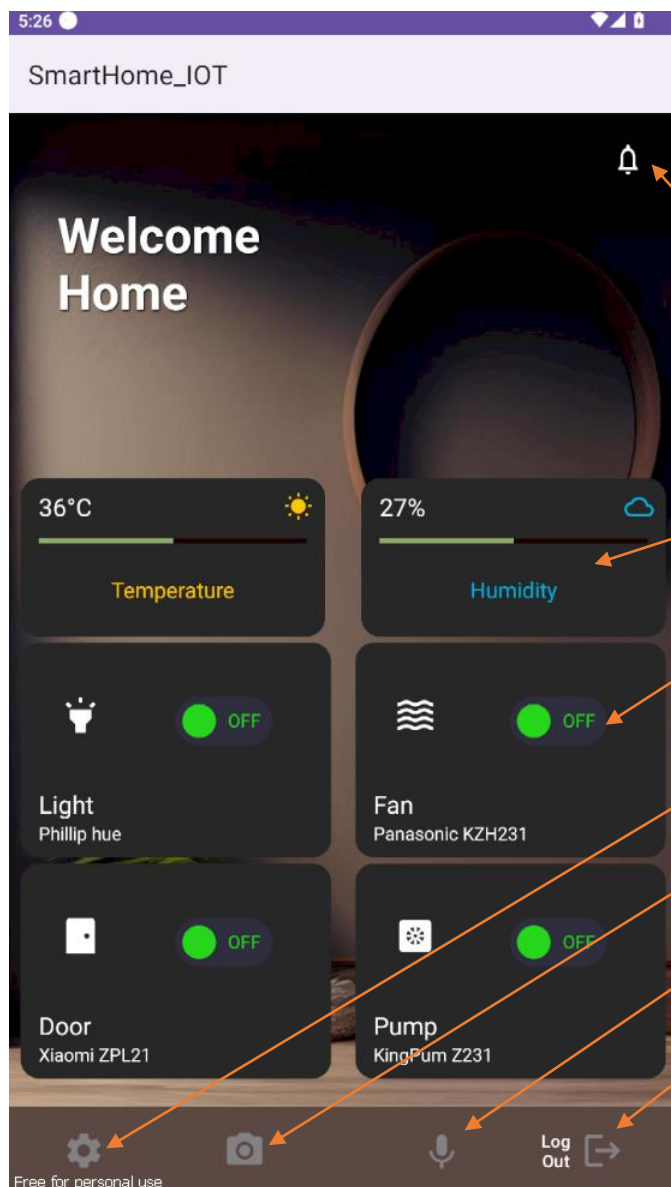 5:26
SmartHome_IOT
Welcome
Home
36°C
27%
Temperature
Humidity
OFF
OFF
Light
Phillip hue
Fan
Panasonic KZH231
OFF
OFF
Door
Xiaomi ZPL21
Pump
KingPum Z231
Log
Out
Free for personal use